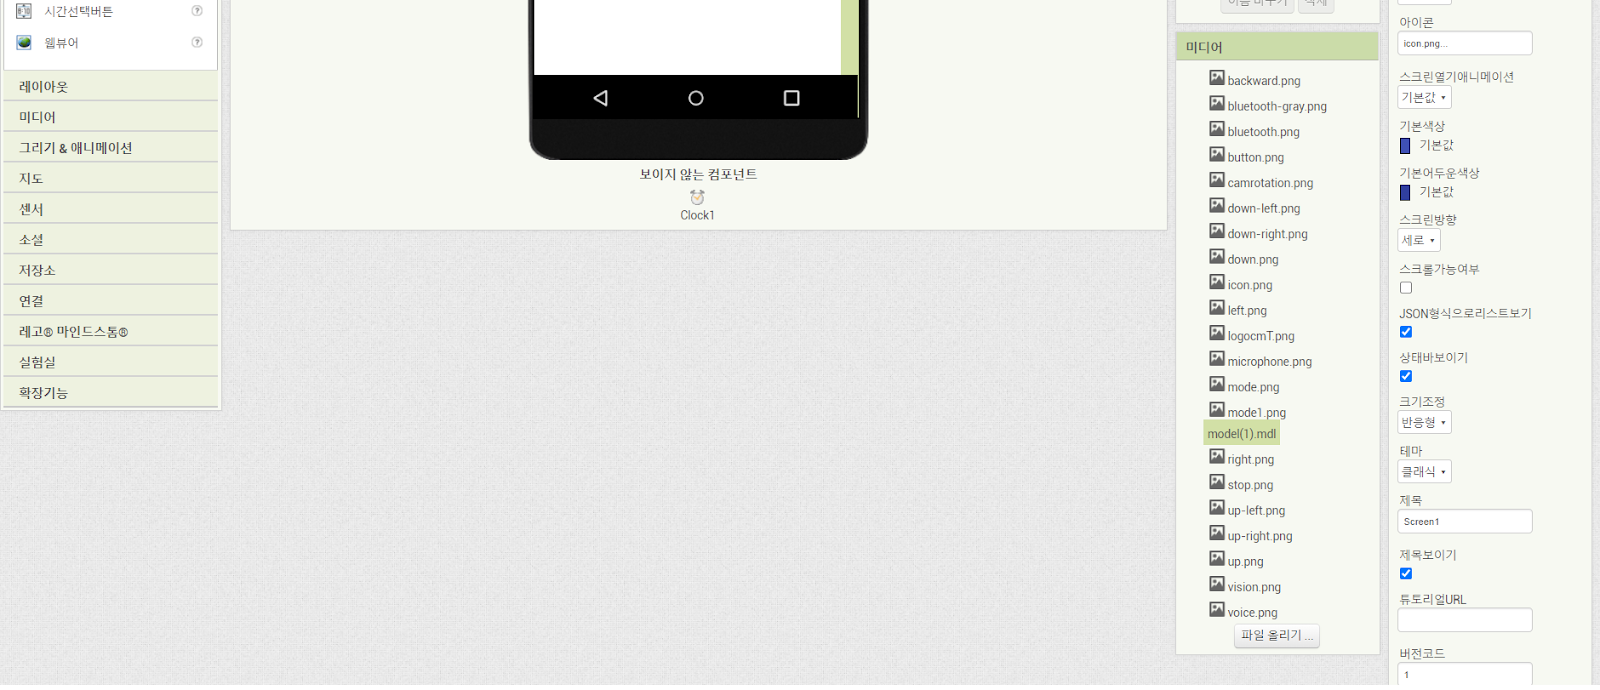 시간선택버튼
웹뷰어
레이아웃
미디어
그리기 & 애니메이션
지도
센서
소셜
저장소
연결
레고® 마인드스톰®
실험실
확장기능
보이지 않는 컴포넌트
Clock1
이름 바꾸기 삭제
미디어
backward.png
bluetooth-gray.png
bluetooth.png
button.png
camrotation.png
down-left.png
down-right.png
down.png
icon.png
left.png
logocmT.png
microphone.png
mode.png
mode1.png
model(1).mdl
right.png
stop.png
up-left.png
up-right.png
up.png
vision.png
voice.png
파일 올리기 ...
아이콘
icon.png...
스크린열기애니메이션
기본값
기본색상
기본값
기본어두운색상
기본값
스크린방향
세로
스크롤가능여부
JSON형식으로리스트보기
상태바보이기
크기조정
반응형
테마
클래식
제목
Screen1
제목보이기
튜토리얼URL
버전코드
1